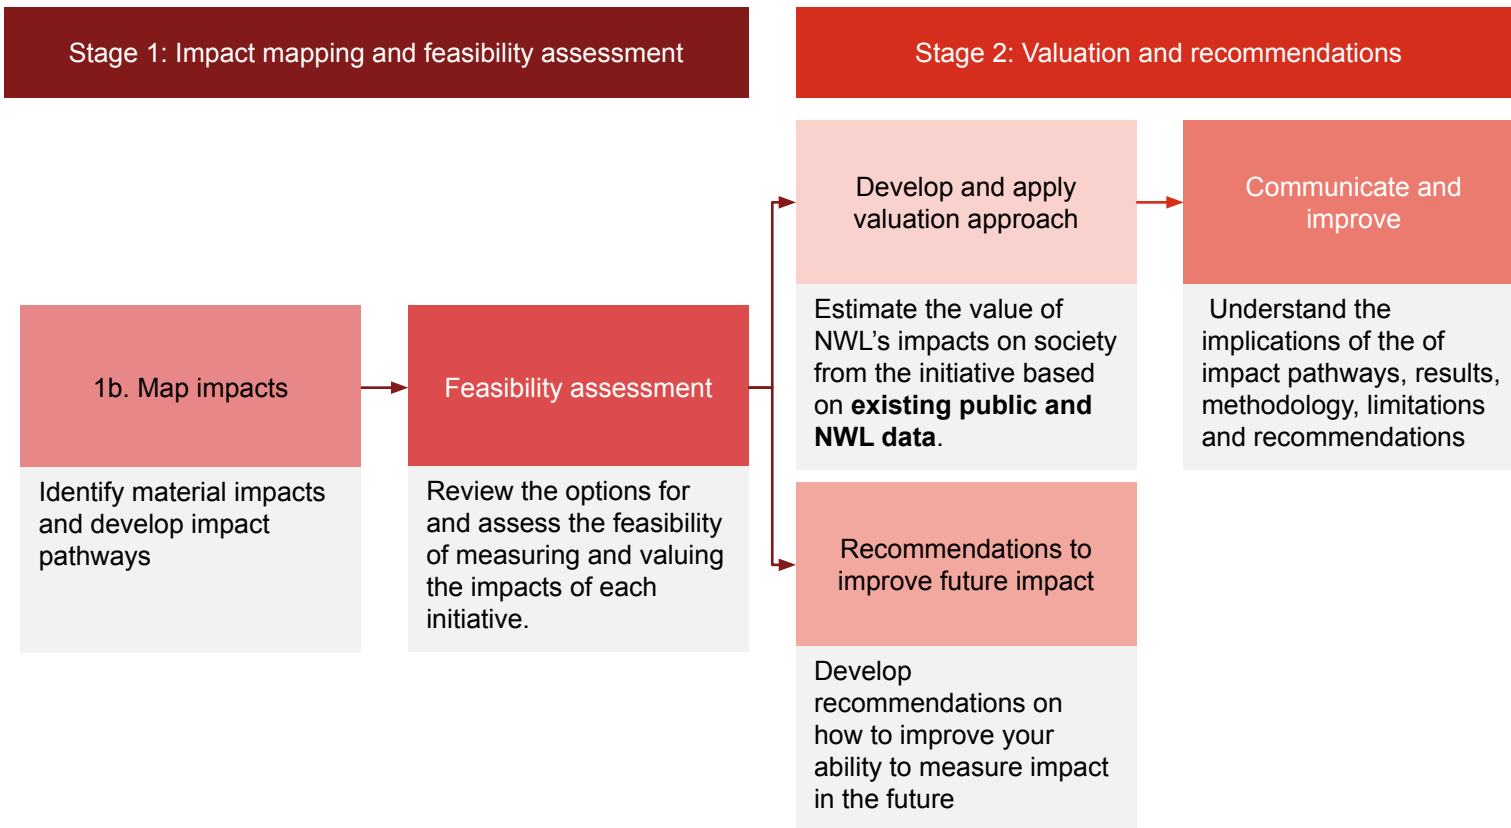 Stage 1: Impact mapping and feasibility assessment
Stage 2: Valuation and recommendations
1b. Map impacts
Identify material impacts
and develop impact
pathways
Feasibility assessment
Review the options for
and assess the feasibility
of measuring and valuing
the impacts of each
initiative.
Develop and apply
valuation approach
Estimate the value of
NWL’s impacts on society
from the initiative based
on existing public and
NWL data.
Communicate and
improve
Understand the
implications of the of
impact pathways, results,
methodology, limitations
and recommendations
Recommendations to
improve future impact
Develop
recommendations on
how to improve your
ability to measure impact
in the future